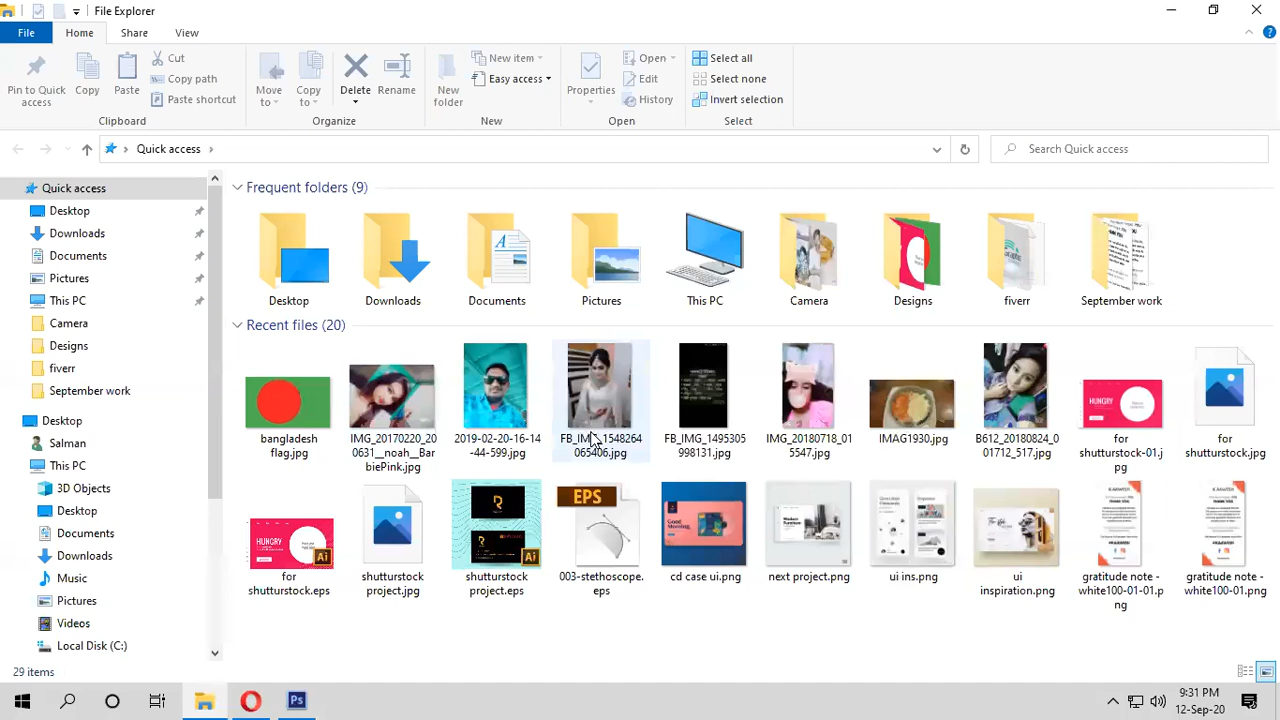 File Explorer
File Home Share View
Pin to Quick access
Copy
Paste
Cut
Copy path
Paste shortcut
Clipboard
Move to
Copy to
Delete
Rename
Organize
New folder
New item
Easy access
New
Properties
Open
Edit
History
Open
Select all
Select none
Invert selection
Select
Quick access
Search Quick access
Quick access
Desktop
Downloads
Documents
Pictures
This PC
Camera
Designs
fiverr
September work
Desktop
Salman
This PC
3D Objects
Desktop
Documents
Downloads
Music
Pictures
Videos
Local Disk (C:)
Frequent folders (9)
Desktop
Downloads
Documents
Pictures
This PC
Camera
Designs
fiverr
September work
Recent files (20)
bangladesh
flag.jpg
IMG_20170220_20
0631__noah__Bar
biePink.jpg
2019-02-20-16-14
-44-599.jpg
FB_IMG_1548264
065406.jpg
FB_IMG_1495305
998131.jpg
IMG_20180718_01
5547.jpg
IMAG1930.jpg
B612_20180824_0
01712_517.jpg
for
shutterstock-01.j
pg
for
shutterstock.jpg
HUNGRY
HUNGRY
Ai
for
shutterstock.eps
shutterstock
project.jpg
Ai
shutterstock
project.eps
EPS
003-stethoscope.
eps
Good
Morning,
cd case ui.png
next project.png
ui ins.png
ui
inspiration.png
gratitude note -
white100-01-01.p
ng
gratitude note -
white100-01.png
29 items
Ps
9:31 PM
12-Sep-20